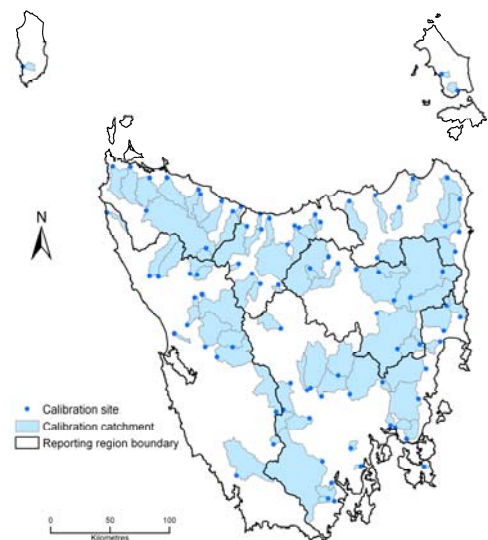 N
Calibration site
Calibration catchment
Reporting region boundary
0 50 100
Kilometres